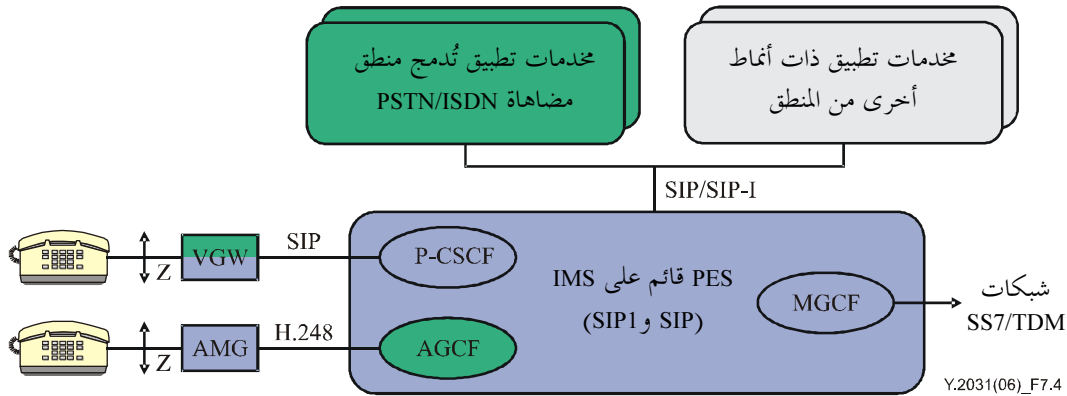 مخدمات تطبيق تُدمج منطق
مضاهاة PSTN/ISDN
مخدمات تطبيق ذات أنماط
أخرى من المنطق
SIP/SIP-I
Z
VGW
SIP
P-CSCF
PES قائم على IMS
(SIP و SIP1)
MGCF
شبكات
SS7/TDM
Z
AMG
H.248
AGCF
Y.2031(06)_F7.4